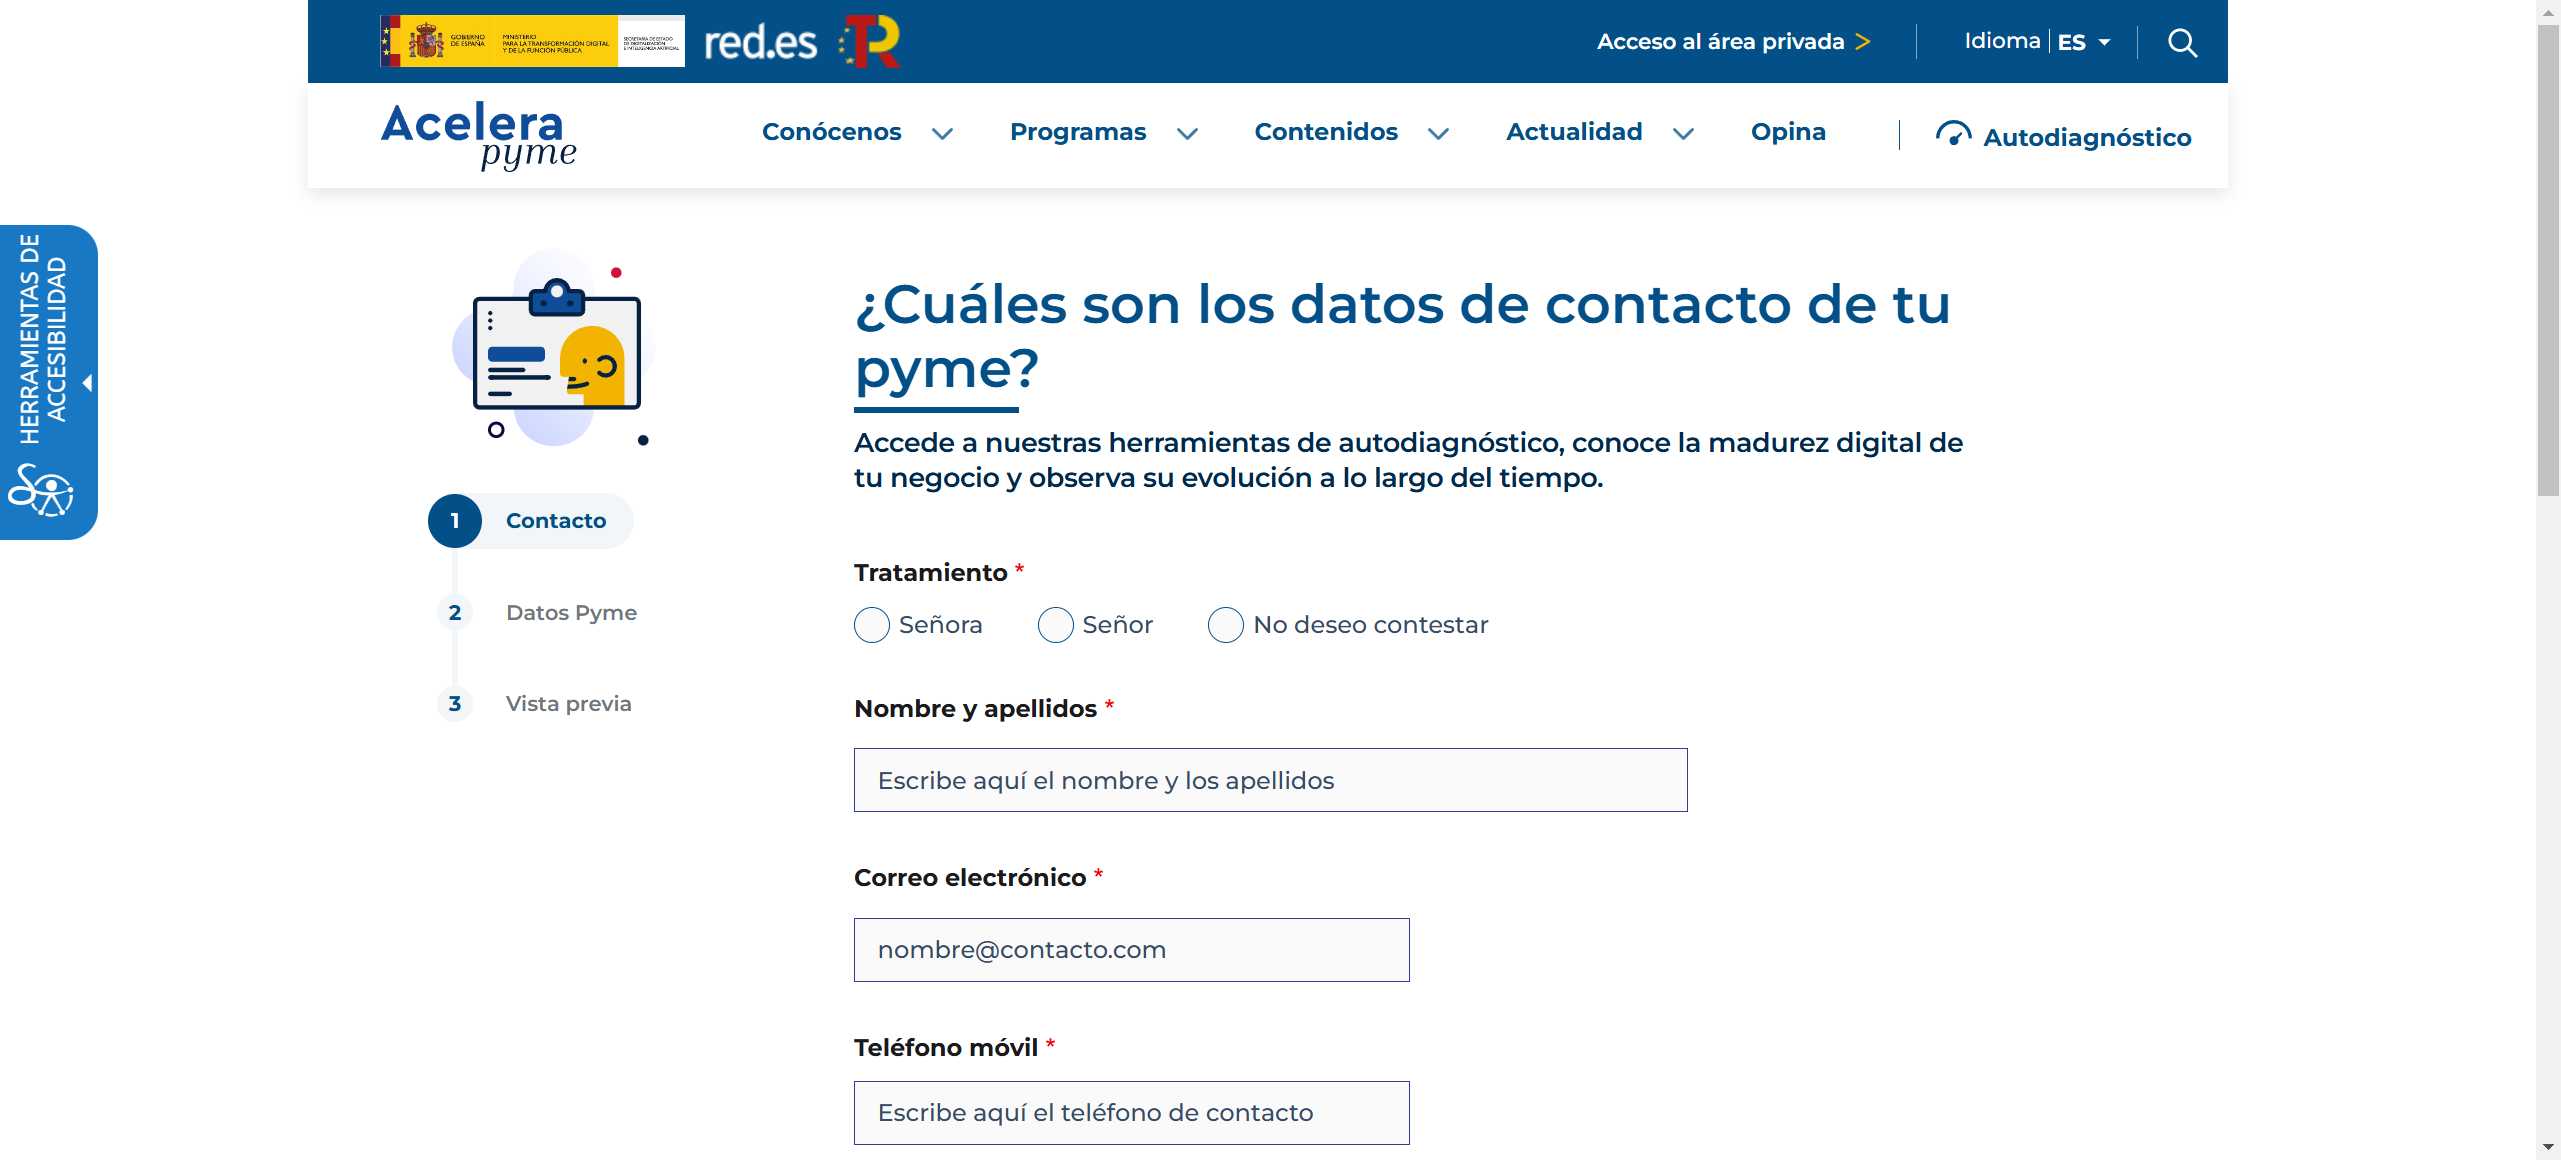 GOBIERNO
DE ESPAÑA
MINISTERIO
PARA LA TRANSFORMACIÓN DIGITAL
Y DE LA FUNCIÓN PÚBLICA
SECRETARÍA DE ESTADO
DE DIGITALIZACIÓN
E INTELIGENCIA ARTIFICIAL
red.es
Acceso al área privada >
Idioma
ES
Acelera
pyme
Conócenos
Programas
Contenidos
Actualidad
Opina
Autodiagnóstico
HERRAMIENTAS DE
ACCESIBILIDAD
¿Cuáles son los datos de contacto de tu
pyme?
Accede a nuestras herramientas de autodiagnóstico, conoce la madurez digital de
tu negocio y observa su evolución a lo largo del tiempo.
1 Contacto
2 Datos Pyme
3 Vista previa
Tratamiento *
Señora
Señor
No deseo contestar
Nombre y apellidos *
Escribe aquí el nombre y los apellidos
Correo electrónico *
nombre@contacto.com
Teléfono móvil *
Escribe aquí el teléfono de contacto